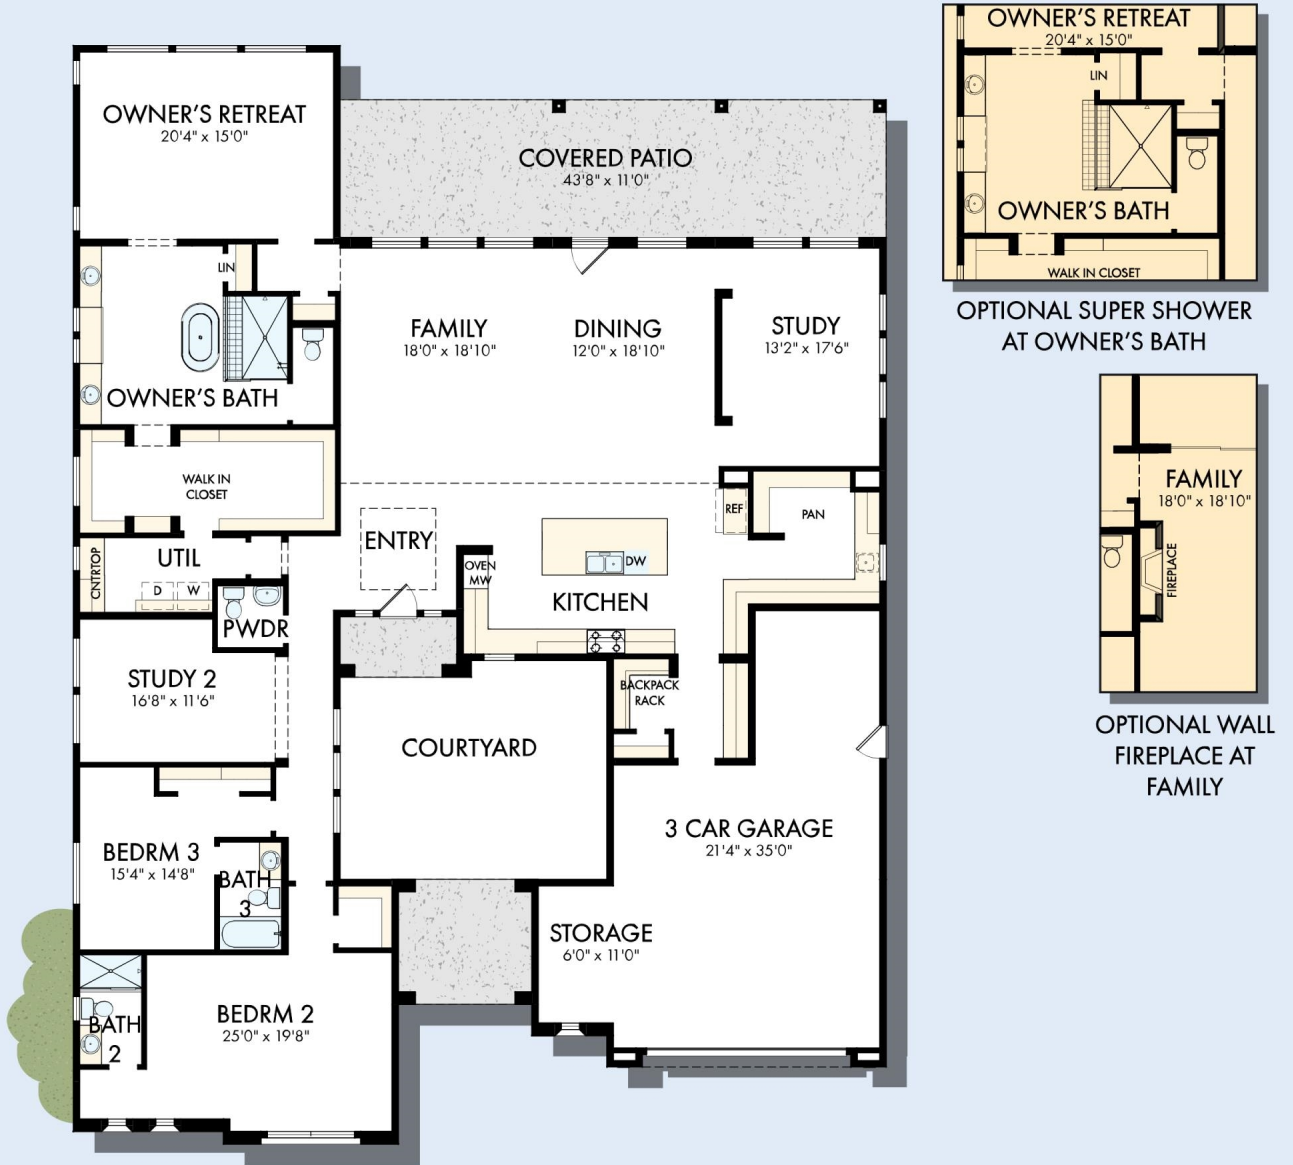 OWNER'S RETREAT
20'4" x 15'0"
COVERED PATIO
43'8" x 11'0"
LIN
FAMILY
18'0" x 18'10"
DINING
12'0" x 18'10"
STUDY
13'2" x 17'6"
OWNER'S BATH
WALK IN
CLOSET
REF
PAN
ENTRY
CNTRTOP
UTIL
D
W
OVEN
MW
DW
KITCHEN
PWDR
STUDY 2
16'8" x 11'6"
BACKPACK
RACK
COURTYARD
3 CAR GARAGE
21'4" x 35'0"
BEDRM 3
15'4" x 14'8"
BATH
3
STORAGE
6'0" x 11'0"
BEDRM 2
25'0" x 19'8"
BATH
2
OWNER'S RETREAT
20'4" x 15'0"
LIN
OWNER'S BATH
WALK IN CLOSET
OPTIONAL SUPER SHOWER
AT OWNER'S BATH
FAMILY
18'0" x 18'10"
FIREPLACE
OPTIONAL WALL
FIREPLACE AT
FAMILY